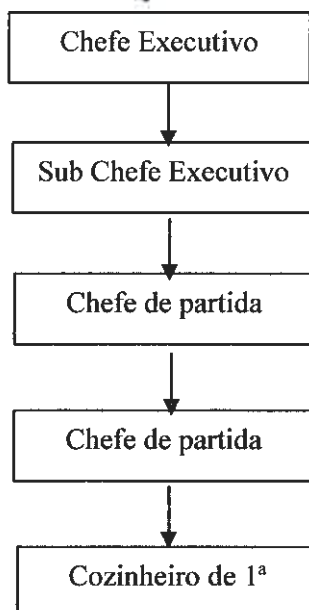 Chefe Executivo
Sub Chefe Executivo
Chefe de partida
Chefe de partida
Cozinheiro de 1ª